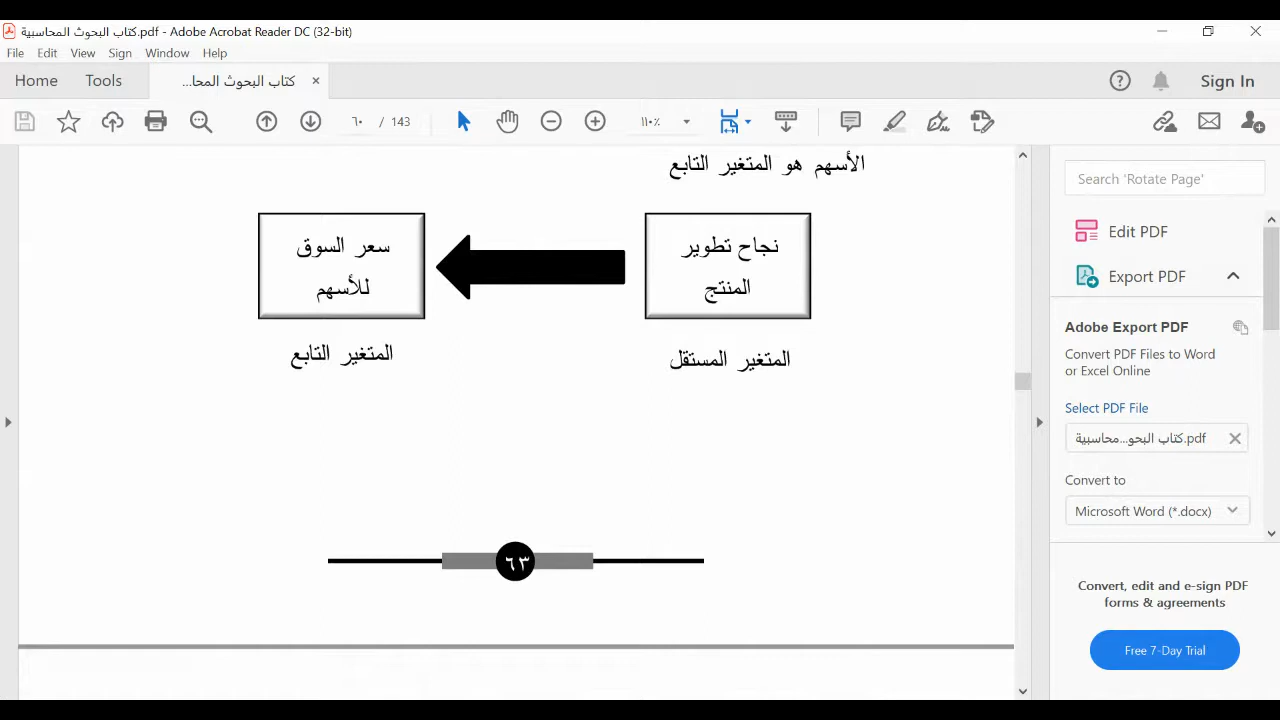 كتاب البحوث المحاسبية.pdf - Adobe Acrobat Reader DC (32-bit)
File Edit View Sign Window Help
Home Tools كتاب البحوث المحا... × Sign In
٦٠ / 143 ١١٠٪
الأسهم هو المتغير التابع
نجاح تطوير
المنتج
سعر السوق
للأسهم
المتغير المستقل
المتغير التابع
٦٣
Search 'Rotate Page'
Edit PDF
Export PDF
Adobe Export PDF
Convert PDF Files to Word
or Excel Online
Select PDF File
كتاب البحو...محاسبية.pdf
Convert to
Microsoft Word (*.docx)
Convert, edit and e-sign PDF
forms & agreements
Free 7-Day Trial